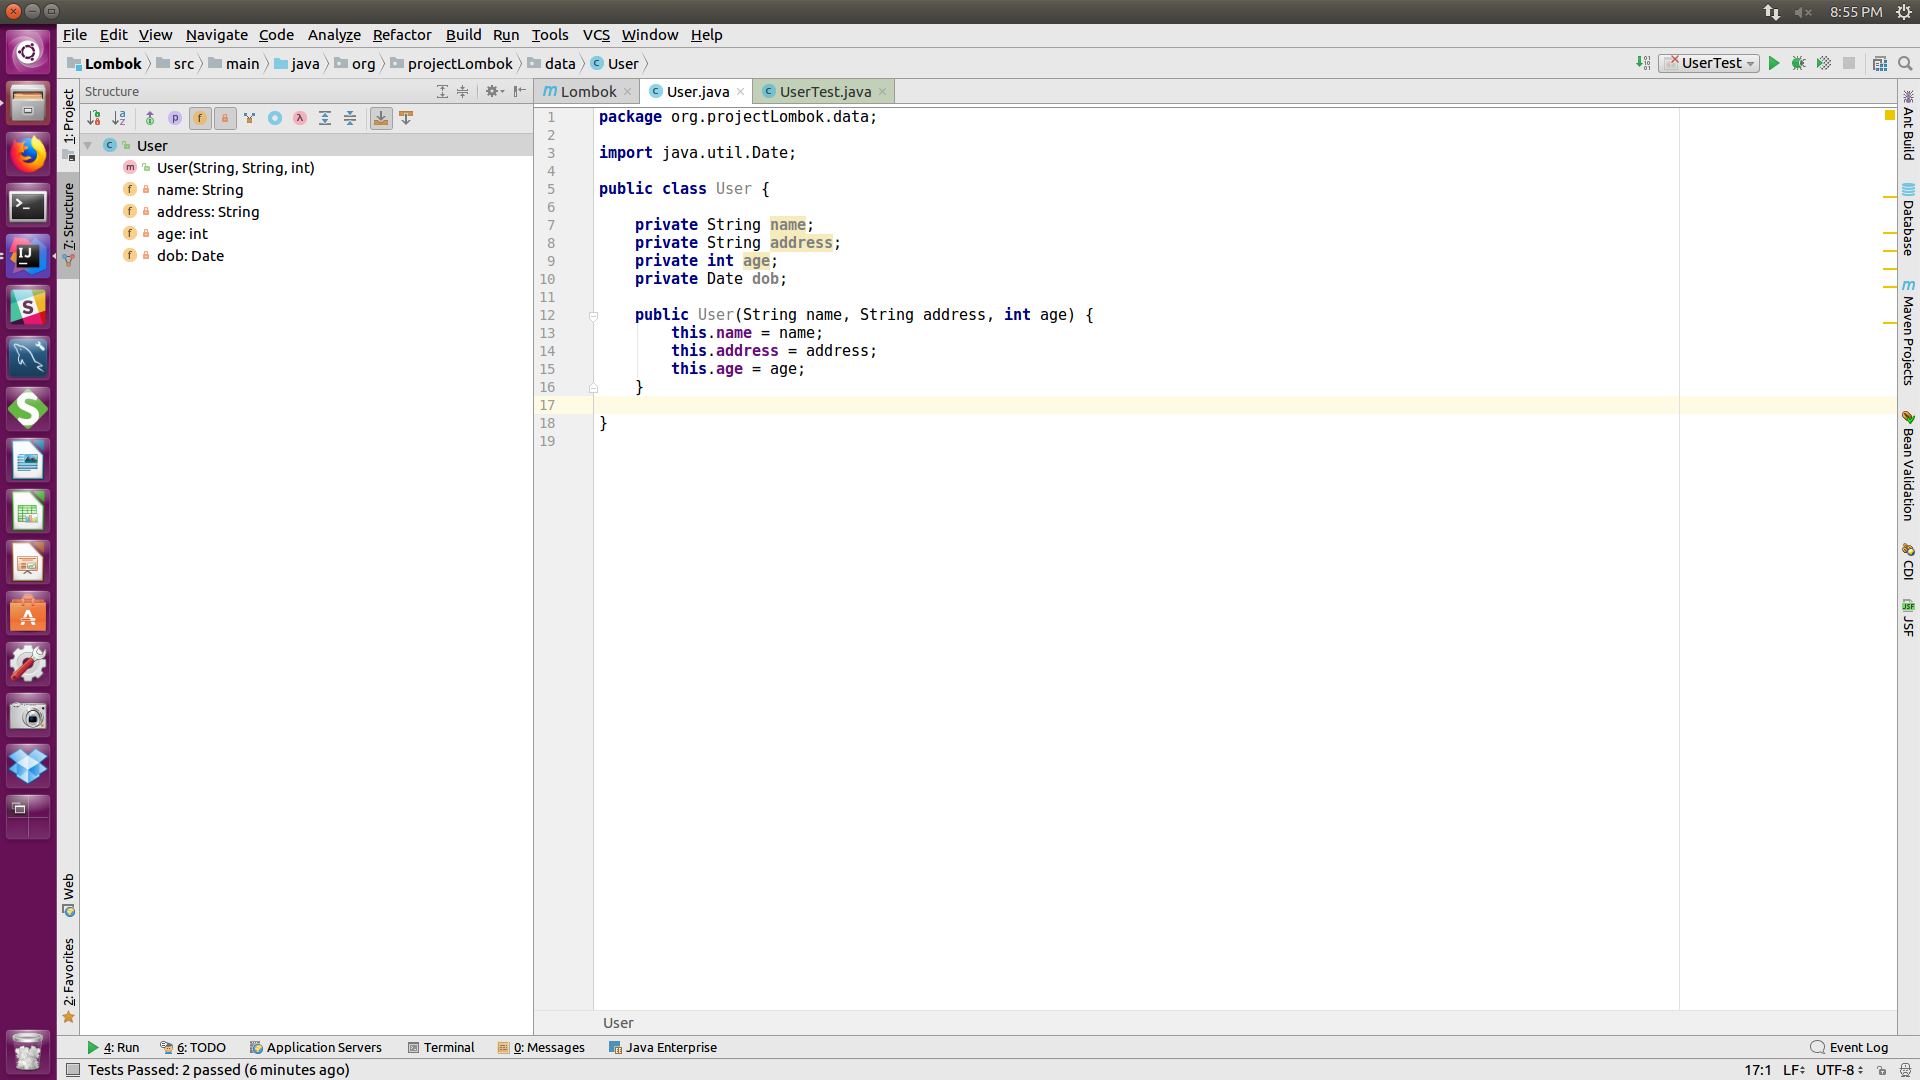 8:55 PM
File Edit View Navigate Code Analyze Refactor Build Run Tools VCS Window Help
Lombok src main java org projectLombok data User
UserTest
1: Project
7: Structure
Web
2: Favorites
Structure
User
User(String, String, int)
name: String
address: String
age: int
dob: Date
Lombok User.java UserTest.java
1 package org.projectLombok.data;
2
3 import java.util.Date;
4
5 public class User {
6
7 private String name;
8 private String address;
9 private int age;
10 private Date dob;
11
12 public User(String name, String address, int age) {
13 this.name = name;
14 this.address = address;
15 this.age = age;
16 }
17
18 }
19
User
Ant Build
Database
Maven Projects
Bean Validation
CDI
JSF
4: Run 6: TODO Application Servers Terminal 0: Messages Java Enterprise Event Log
Tests Passed: 2 passed (6 minutes ago) 17:1 LF UTF-8